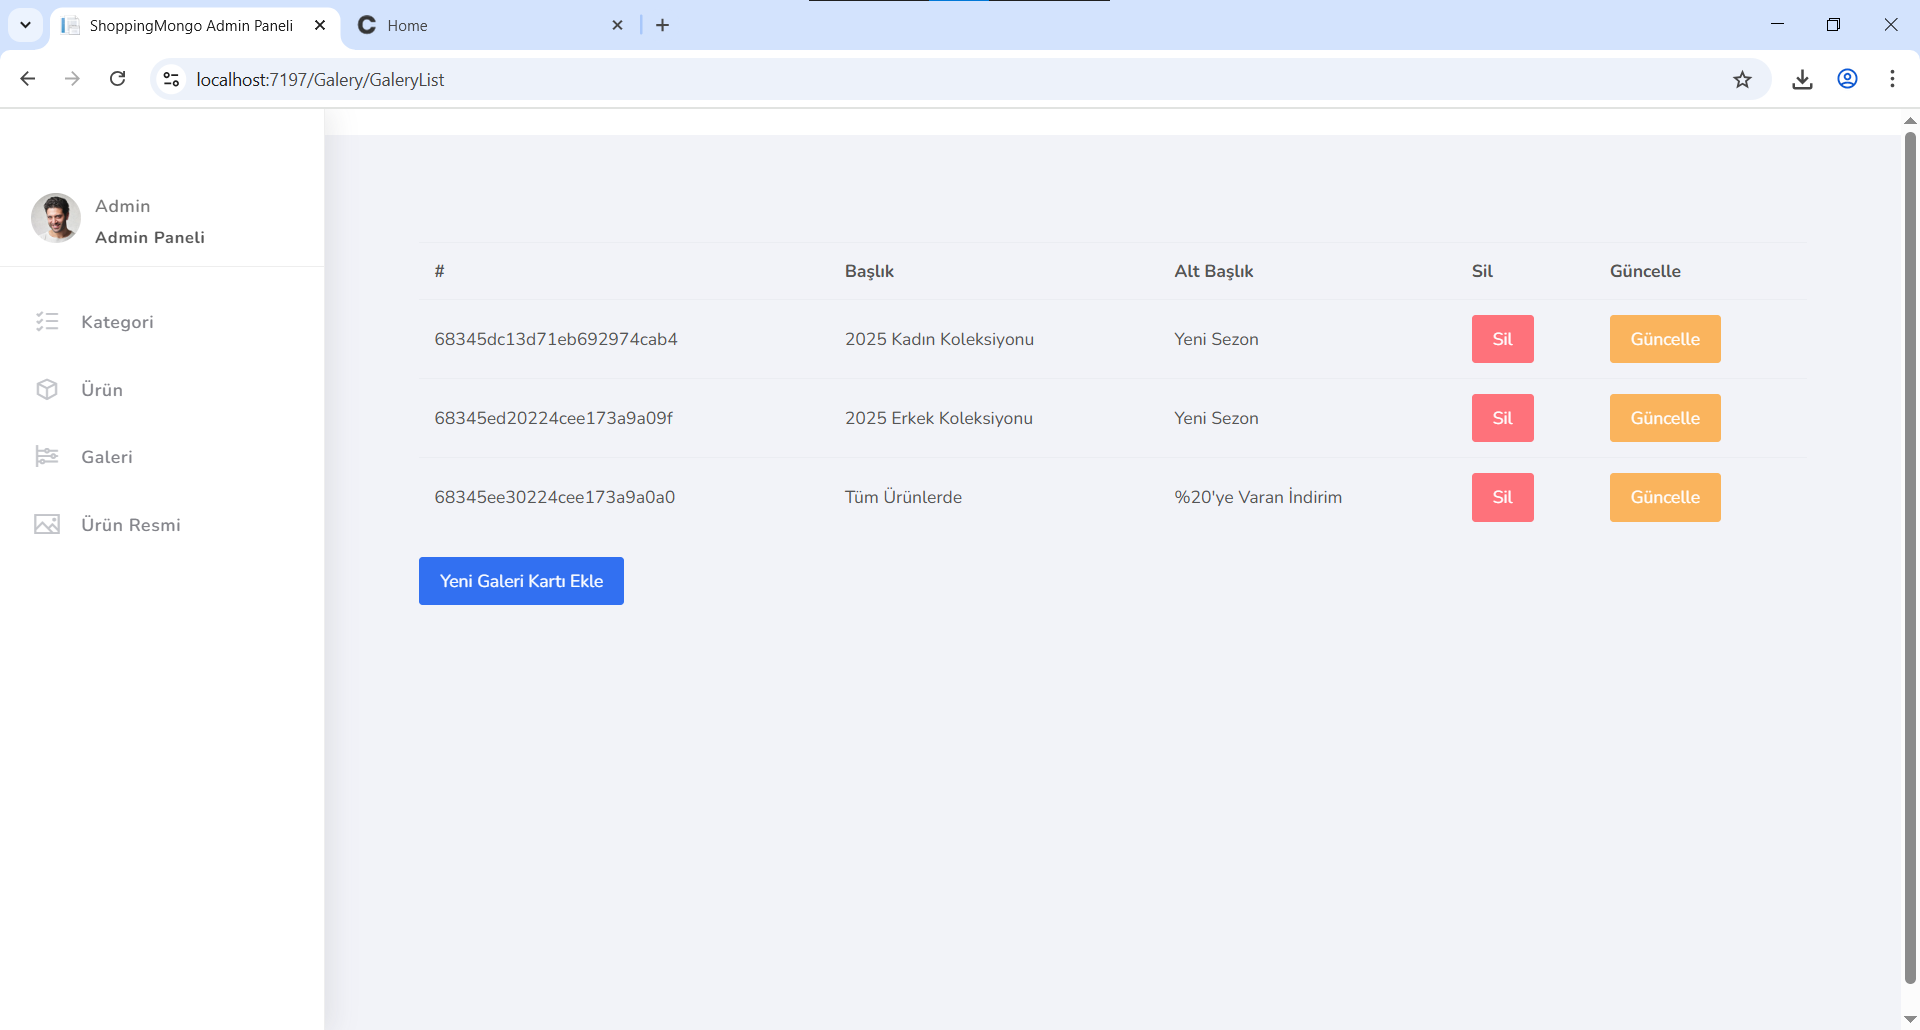 ShoppingMongo Admin Paneli
Home
localhost:7197/Galery/GaleryList
Admin
Admin Paneli
Kategori
Ürün
Galeri
Ürün Resmi
# Başlık Alt Başlık Sil Güncelle
68345dc13d71eb692974cab4 2025 Kadın Koleksiyonu Yeni Sezon Sil Güncelle
68345ed20224cee173a9a09f 2025 Erkek Koleksiyonu Yeni Sezon Sil Güncelle
68345ee30224cee173a9a0a0 Tüm Ürünlerde %20'ye Varan İndirim Sil Güncelle
Yeni Galeri Kartı Ekle